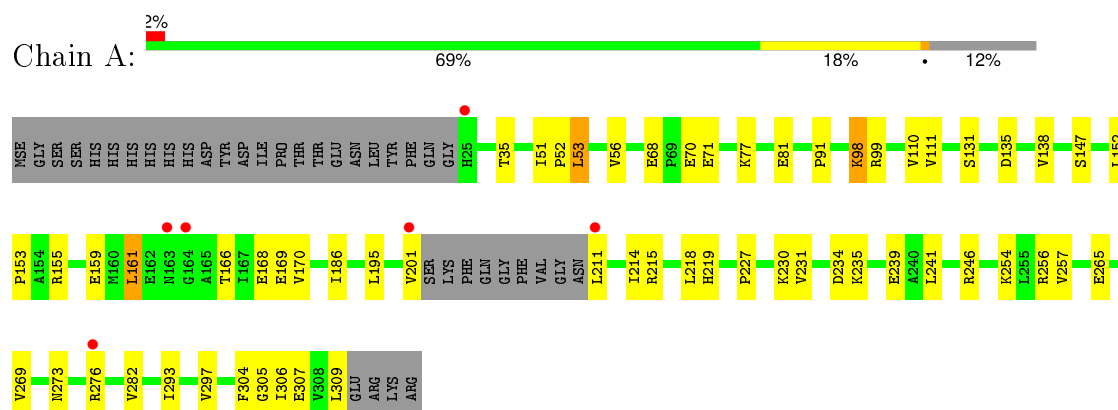 2%
Chain A:
69% 18% • 12%
MSE GLY SER SER HIS HIS HIS HIS HIS HIS ASP TYR ASP ILE PRO THR THR GLU ASN LEU TYR PHE GLN GLY H25 T35 I51 P52 L53 V56 E68 P69 E70 E71 K77 E81 P91 K98 R99 V110 V111 S131 D135 V138 S147 L152
P153 A154 R155 E159 M160 L161 E162 N163 G164 A165 T166 I167 E168 E169 V170 I186 L195 V201 SER LYS PHE GLN GLY PHE VAL GLY ASN L211 I214 R215 L218 H219 P227 K230 V231 D234 K235 E239 A240 L241 R246 K254 L255 R256 V257 E265
V269 N273 R276 V282 I293 V297 F304 G305 I306 E307 V308 L309 GLU ARG LYS ARG